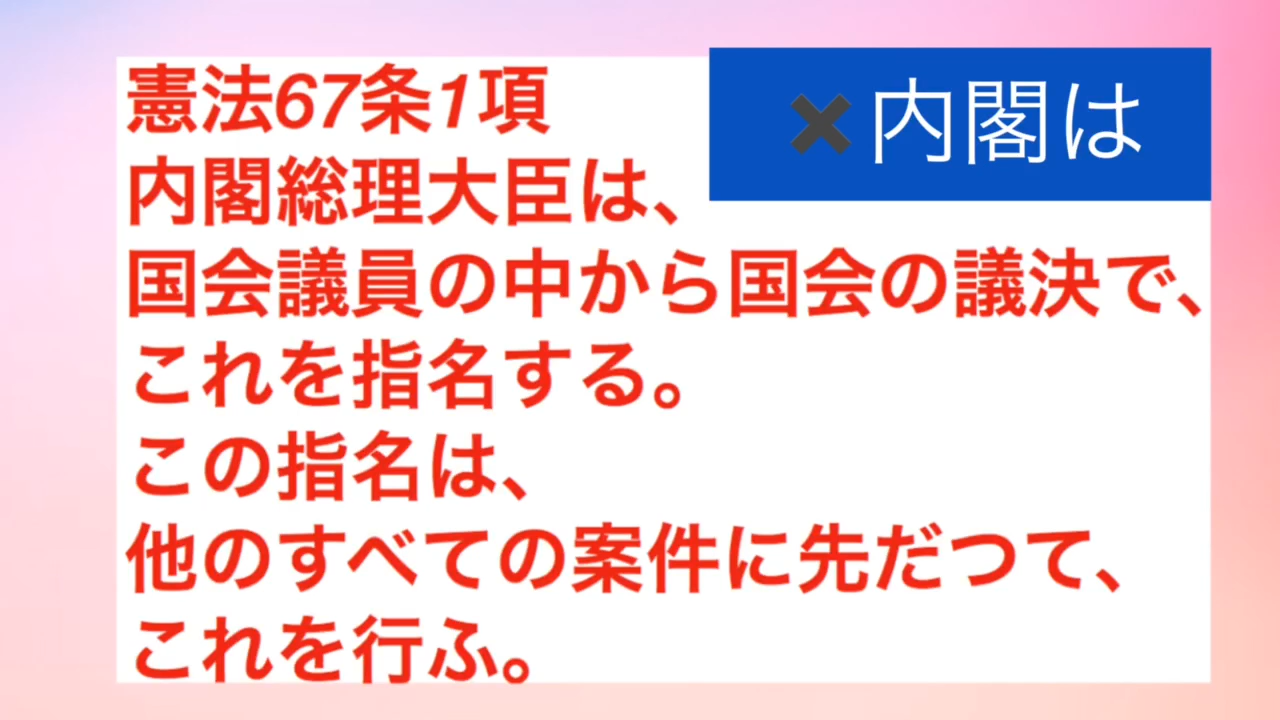 憲法67条1項
✖内閣は
内閣総理大臣は、
国会議員の中から国会の議決で、
これを指名する。
この指名は、
他のすべての案件に先だつて、
これを行ふ。